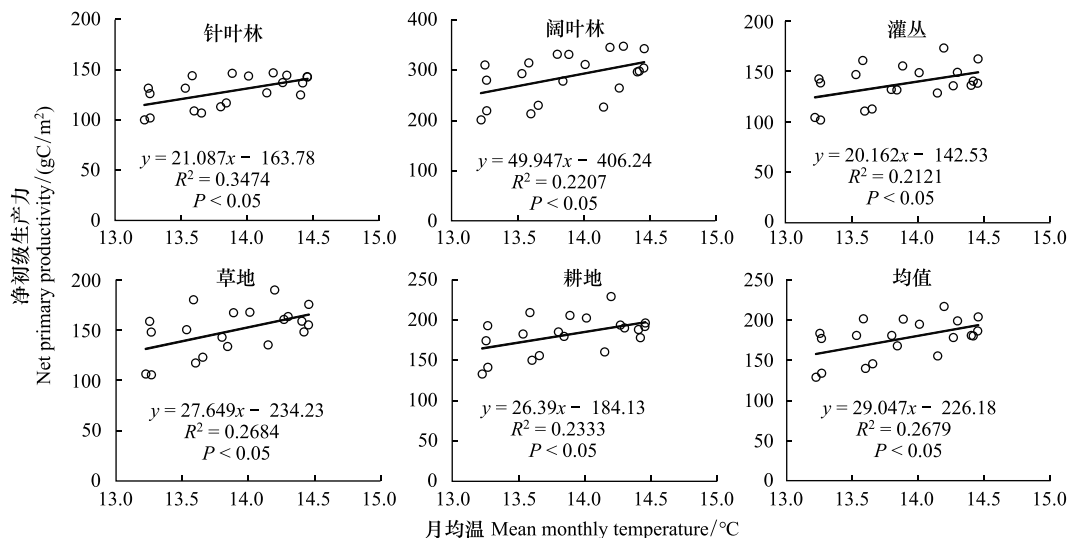 净初级生产力
Net primary productivity/(gC/m²)
针叶林
200
150
100
50
0
y = 21.087x − 163.78
R² = 0.3474
P < 0.05
13.0 13.5 14.0 14.5 15.0
阔叶林
400
300
200
100
0
y = 49.947x − 406.24
R² = 0.2207
P < 0.05
13.0 13.5 14.0 14.5 15.0
灌丛
200
150
100
50
0
y = 20.162x − 142.53
R² = 0.2121
P < 0.05
13.0 13.5 14.0 14.5 15.0
草地
200
150
100
50
0
y = 27.649x − 234.23
R² = 0.2684
P < 0.05
13.0 13.5 14.0 14.5 15.0
耕地
250
200
150
100
50
0
y = 26.39x − 184.13
R² = 0.2333
P < 0.05
13.0 13.5 14.0 14.5 15.0
均值
250
200
150
100
50
0
y = 29.047x − 226.18
R² = 0.2679
P < 0.05
13.0 13.5 14.0 14.5 15.0
月均温 Mean monthly temperature/°C